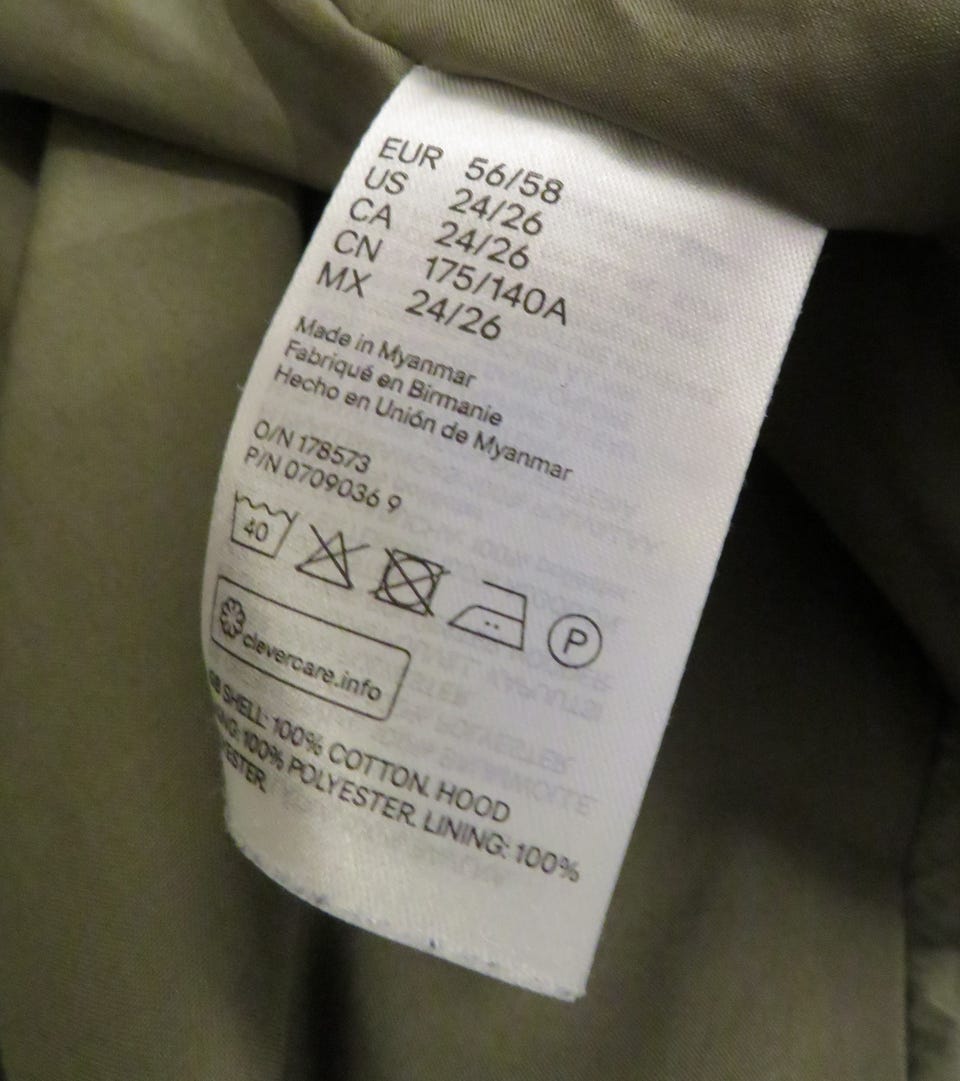 EUR 56/58
US 24/26
CA 24/26
CN 175/140A
MX 24/26
Made in Myanmar
Fabriqué en Birmanie
Hecho en Unión de Myanmar
O/N 178573
P/N 0709036 9
40
P
clevercare.info
GB SHELL: 100% COTTON. HOOD
100% POLYESTER. LINING: 100%